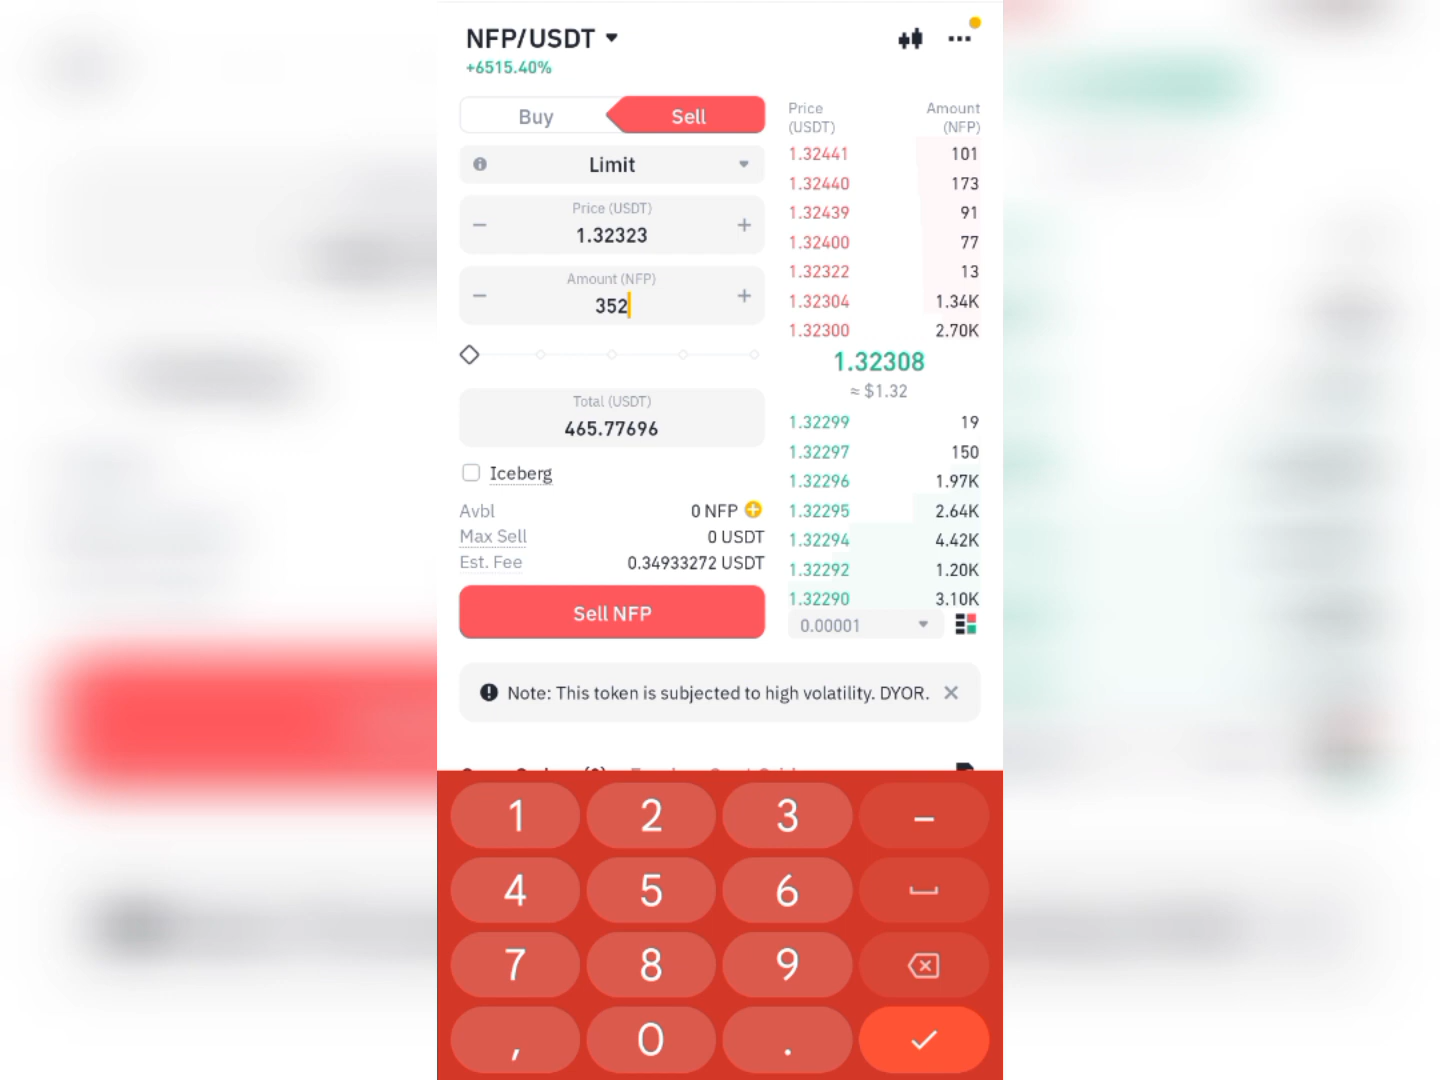 NFP/USDT
+6515.40%
Buy
Sell
Limit
Price (USDT)
1.32323
Amount (NFP)
352
Total (USDT)
465.77696
Iceberg
Avbl 0 NFP
Max Sell 0 USDT
Est. Fee 0.34933272 USDT
Sell NFP
Price Amount
(USDT) (NFP)
1.32441 101
1.32440 173
1.32439 91
1.32400 77
1.32322 13
1.32304 1.34K
1.32300 2.70K
1.32308
≈ $1.32
1.32299 19
1.32297 150
1.32296 1.97K
1.32295 2.64K
1.32294 4.42K
1.32292 1.20K
1.32290 3.10K
0.00001
Note: This token is subjected to high volatility. DYOR.
1 2 3 –
4 5 6
7 8 9
, 0 .